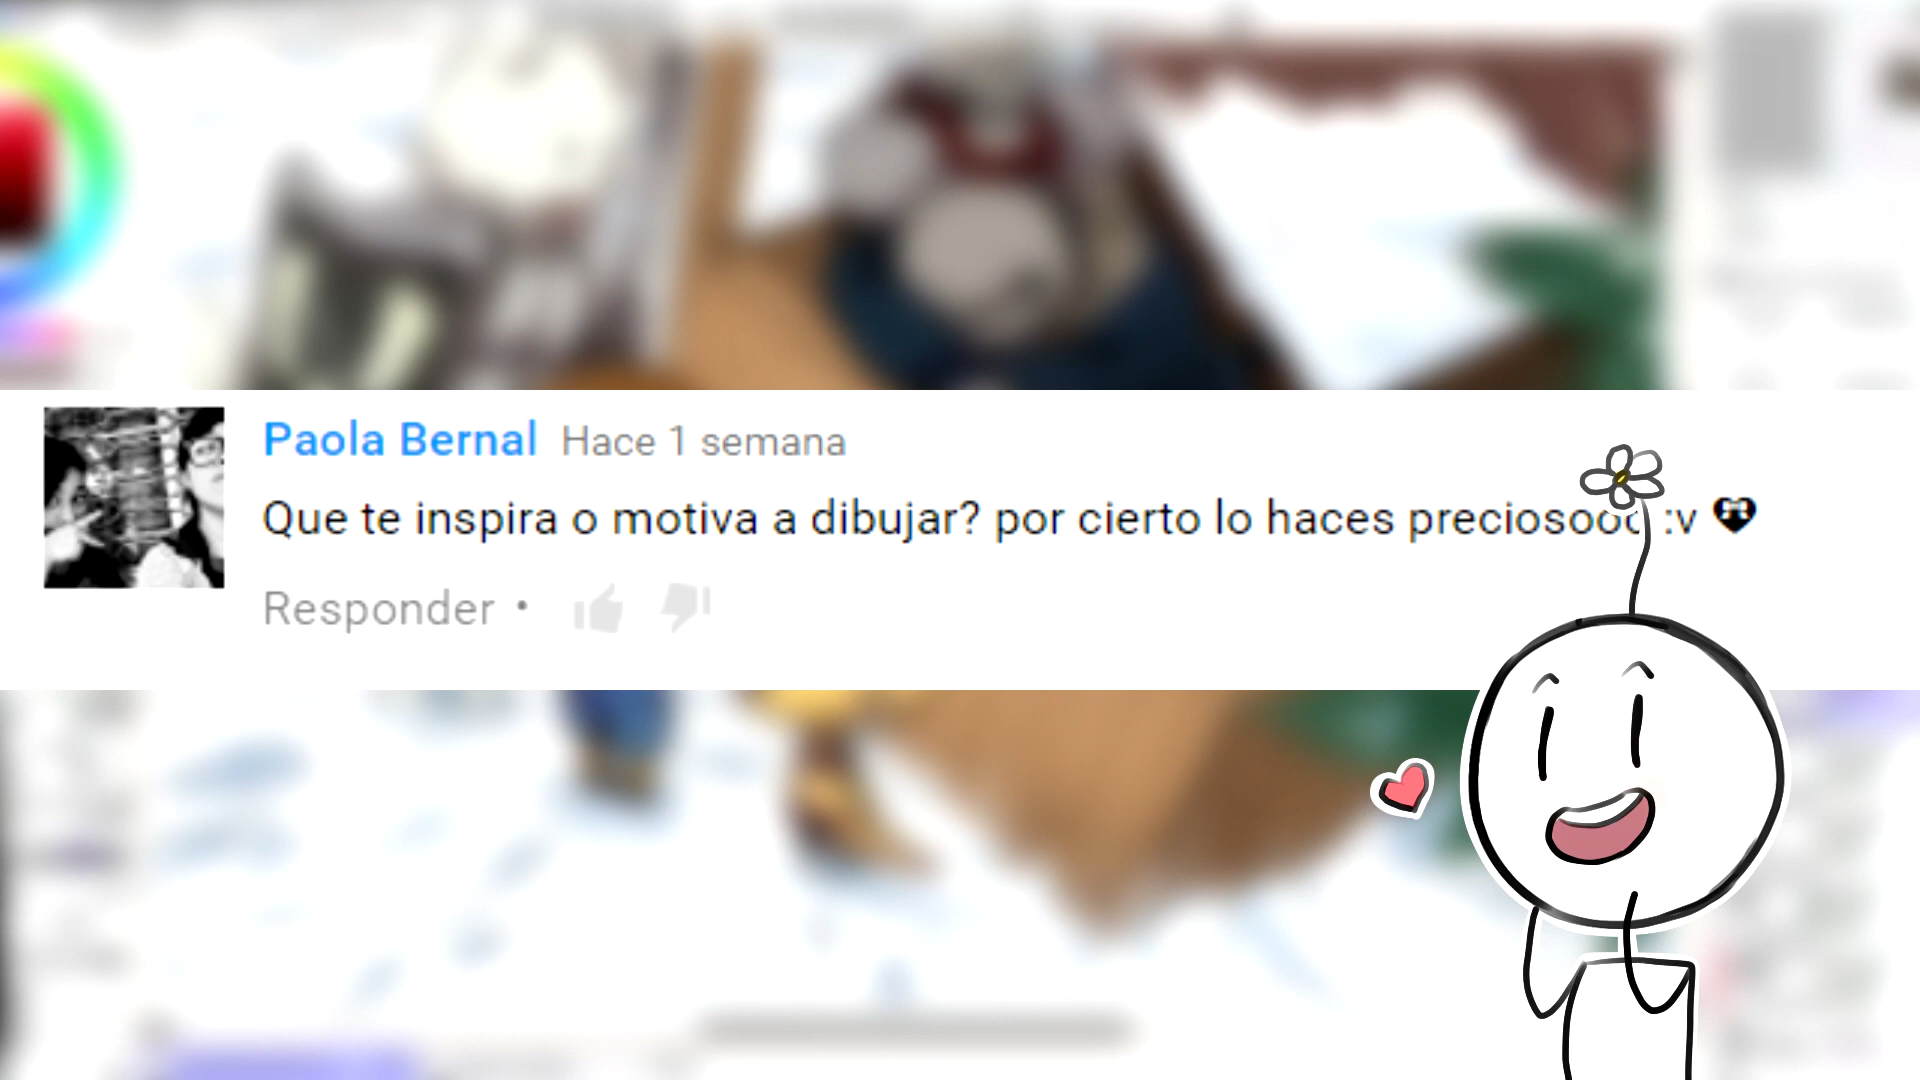 Paola Bernal Hace 1 semana
Que te inspira o motiva a dibujar? por cierto lo haces preciosooo :v 🖤
Responder •